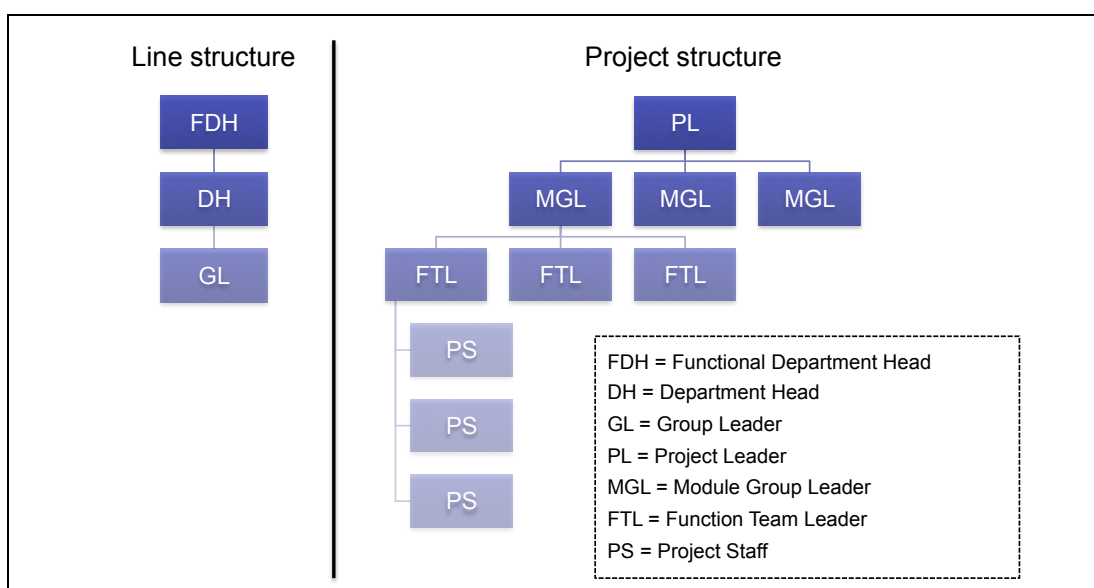 Line structure
Project structure
FDH
DH
GL
PL
MGL MGL MGL
FTL FTL FTL
PS
PS
PS
FDH = Functional Department Head
DH = Department Head
GL = Group Leader
PL = Project Leader
MGL = Module Group Leader
FTL = Function Team Leader
PS = Project Staff